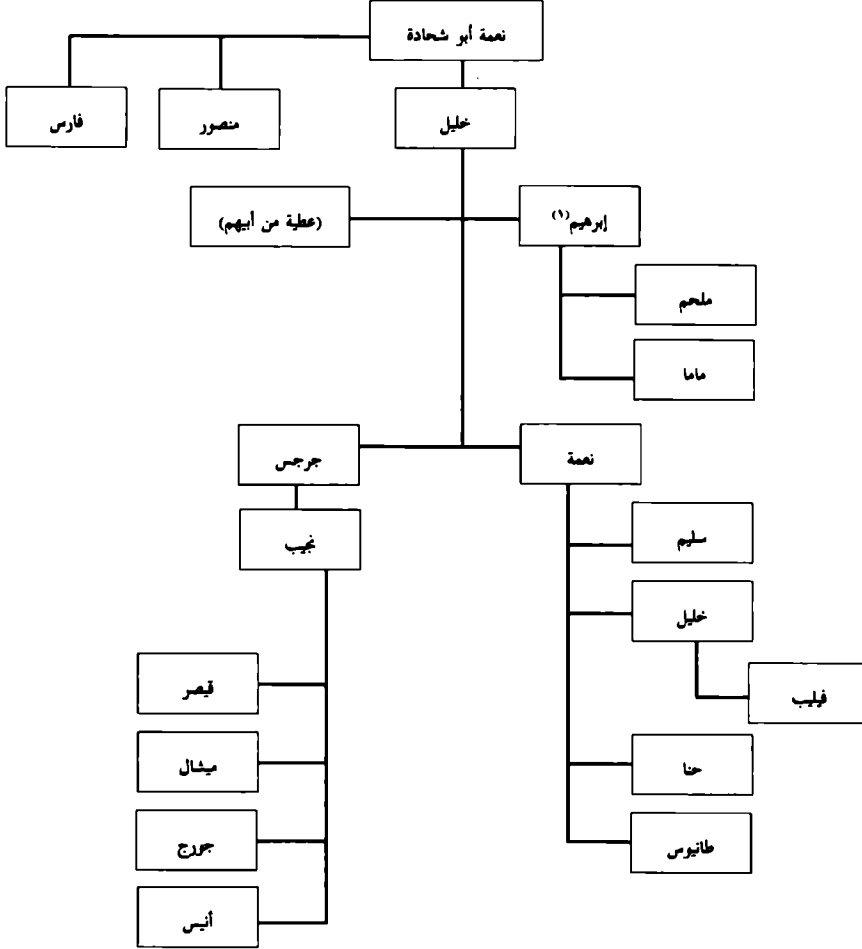 نعمة أبو شحادة
خليل
منصور
فارس
إبرهيم(١)
(عطية من أبيهم)
ملحم
ماما
نعمة
جرجس
نجيب
سليم
خليل
فيليب
حنا
طانيوس
قيصر
ميشال
جورج
أنيس